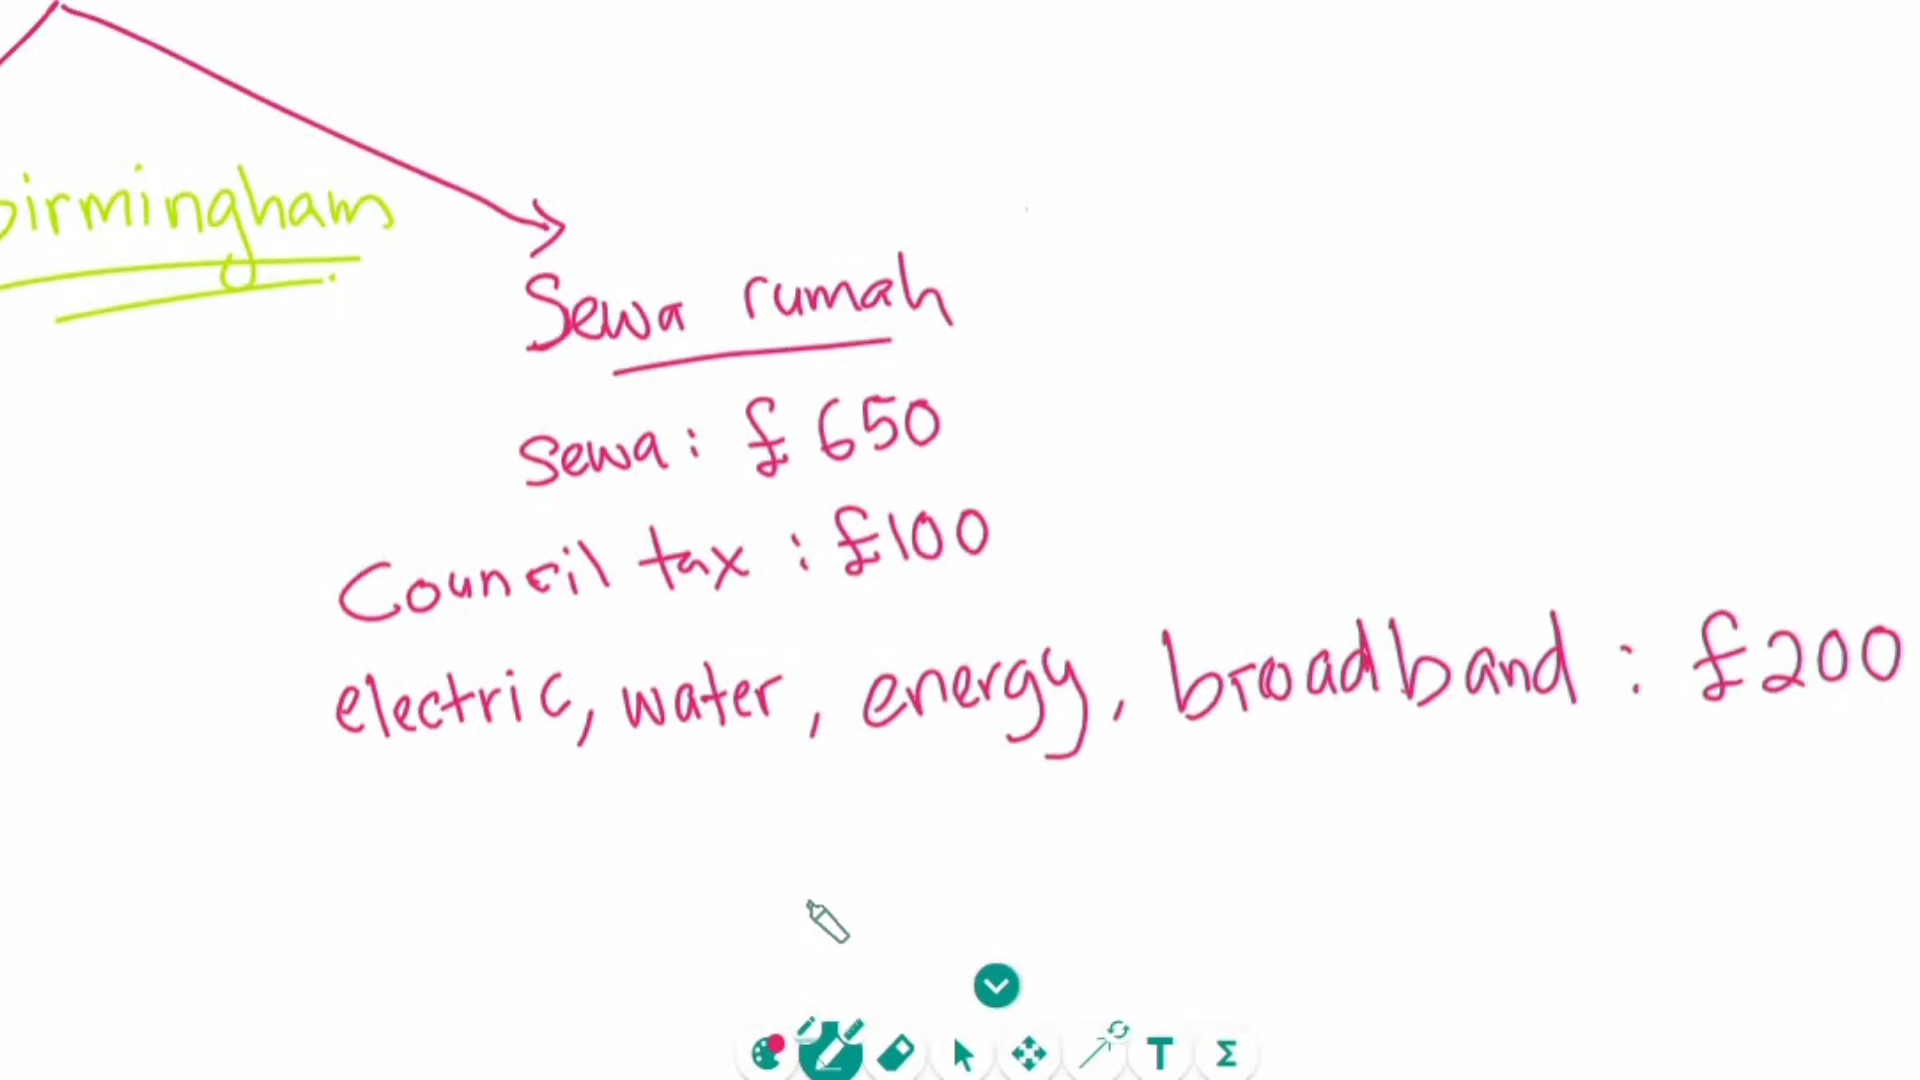 birmingham
Sewa rumah
Sewa: £650
Council tax: £100
electric, water, energy, broadband: £200
T
Σ